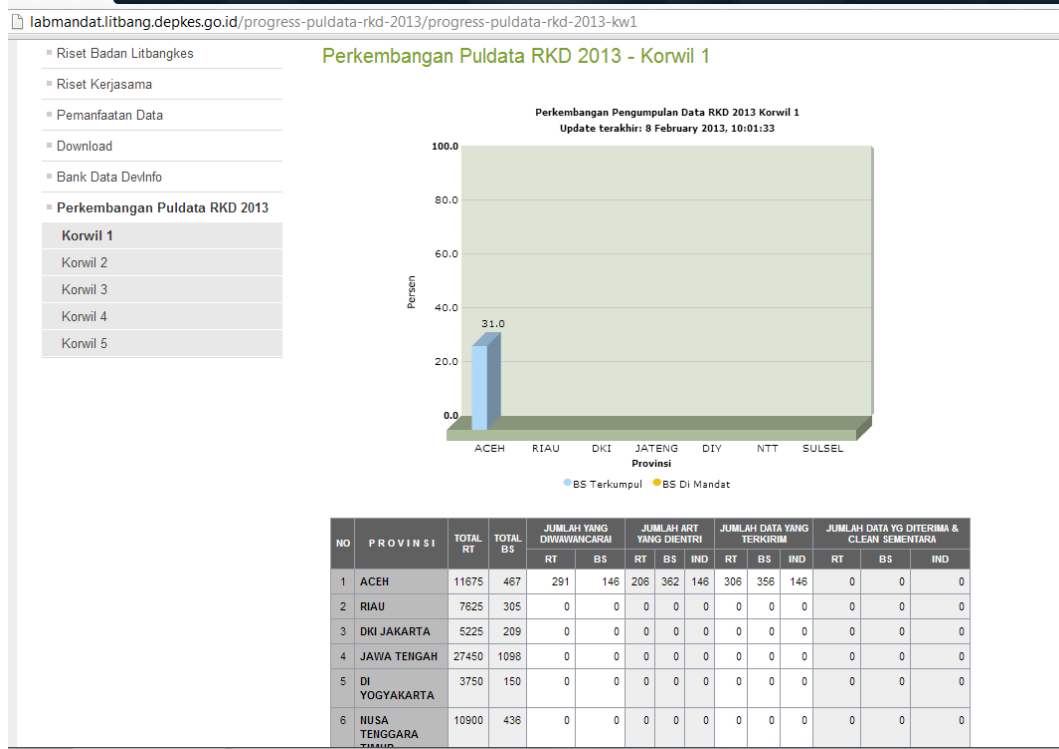 labmandat.litbang.depkes.go.id/progress-puldata-rkd-2013/progress-puldata-rkd-2013-kw1
Riset Badan Litbangkes
Riset Kerjasama
Pemanfaatan Data
Download
Bank Data DevInfo
Perkembangan Puldata RKD 2013
Korwil 1
Korwil 2
Korwil 3
Korwil 4
Korwil 5
Perkembangan Puldata RKD 2013 - Korwil 1
Perkembangan Pengumpulan Data RKD 2013 Korwil 1
Update terakhir: 8 February 2013, 10:01:33
100.0
80.0
60.0
40.0
20.0
0.0
Persen
31.0
ACEH RIAU DKI JATENG DIY NTT SULSEL
Provinsi
BS Terkumpul BS Di Mandat
NO PROVINSI TOTAL RT TOTAL BS JUMLAH YANG DIWAWANCARAI JUMLAH ART YANG DIENTRI JUMLAH DATA YANG TERKIRIM JUMLAH DATA YG DITERIMA & CLEAN SEMENTARA
RT BS RT BS IND RT BS IND RT BS IND
1 ACEH 11675 467 291 146 206 362 146 306 356 146 0 0 0
2 RIAU 7625 305 0 0 0 0 0 0 0 0 0 0 0
3 DKI JAKARTA 5225 209 0 0 0 0 0 0 0 0 0 0 0
4 JAWA TENGAH 27450 1098 0 0 0 0 0 0 0 0 0 0 0
5 DI YOGYAKARTA 3750 150 0 0 0 0 0 0 0 0 0 0 0
6 NUSA TENGGARA TIMUR 10900 436 0 0 0 0 0 0 0 0 0 0 0